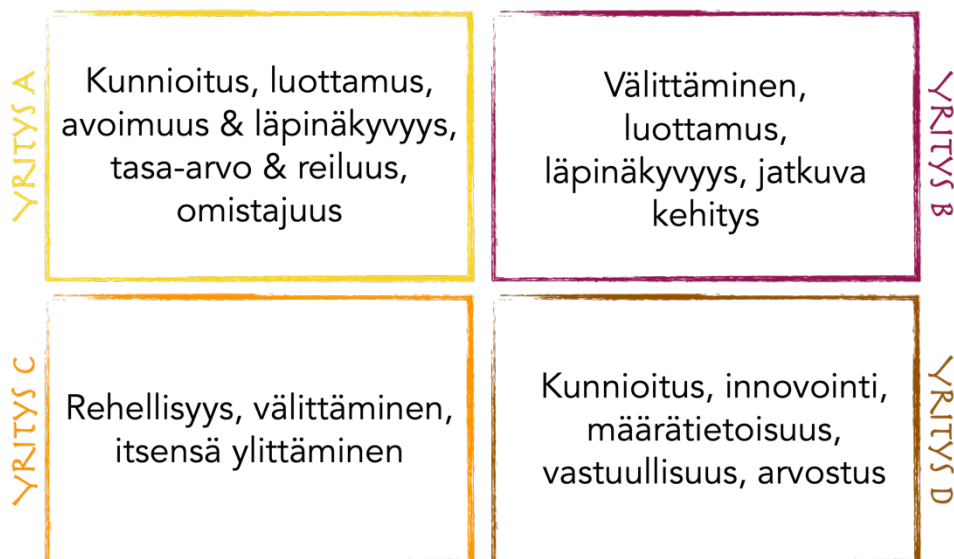 YRITYS A
Kunnioitus, luottamus,
avoimuus & läpinäkyvyys,
tasa-arvo & reiluus,
omistajuus
YRITYS B
Välittäminen,
luottamus,
läpinäkyvyys, jatkuva
kehitys
YRITYS C
Rehellisyys, välittäminen,
itsensä ylittäminen
YRITYS D
Kunnioitus, innovointi,
määrätietoisuus,
vastuullisuus, arvostus